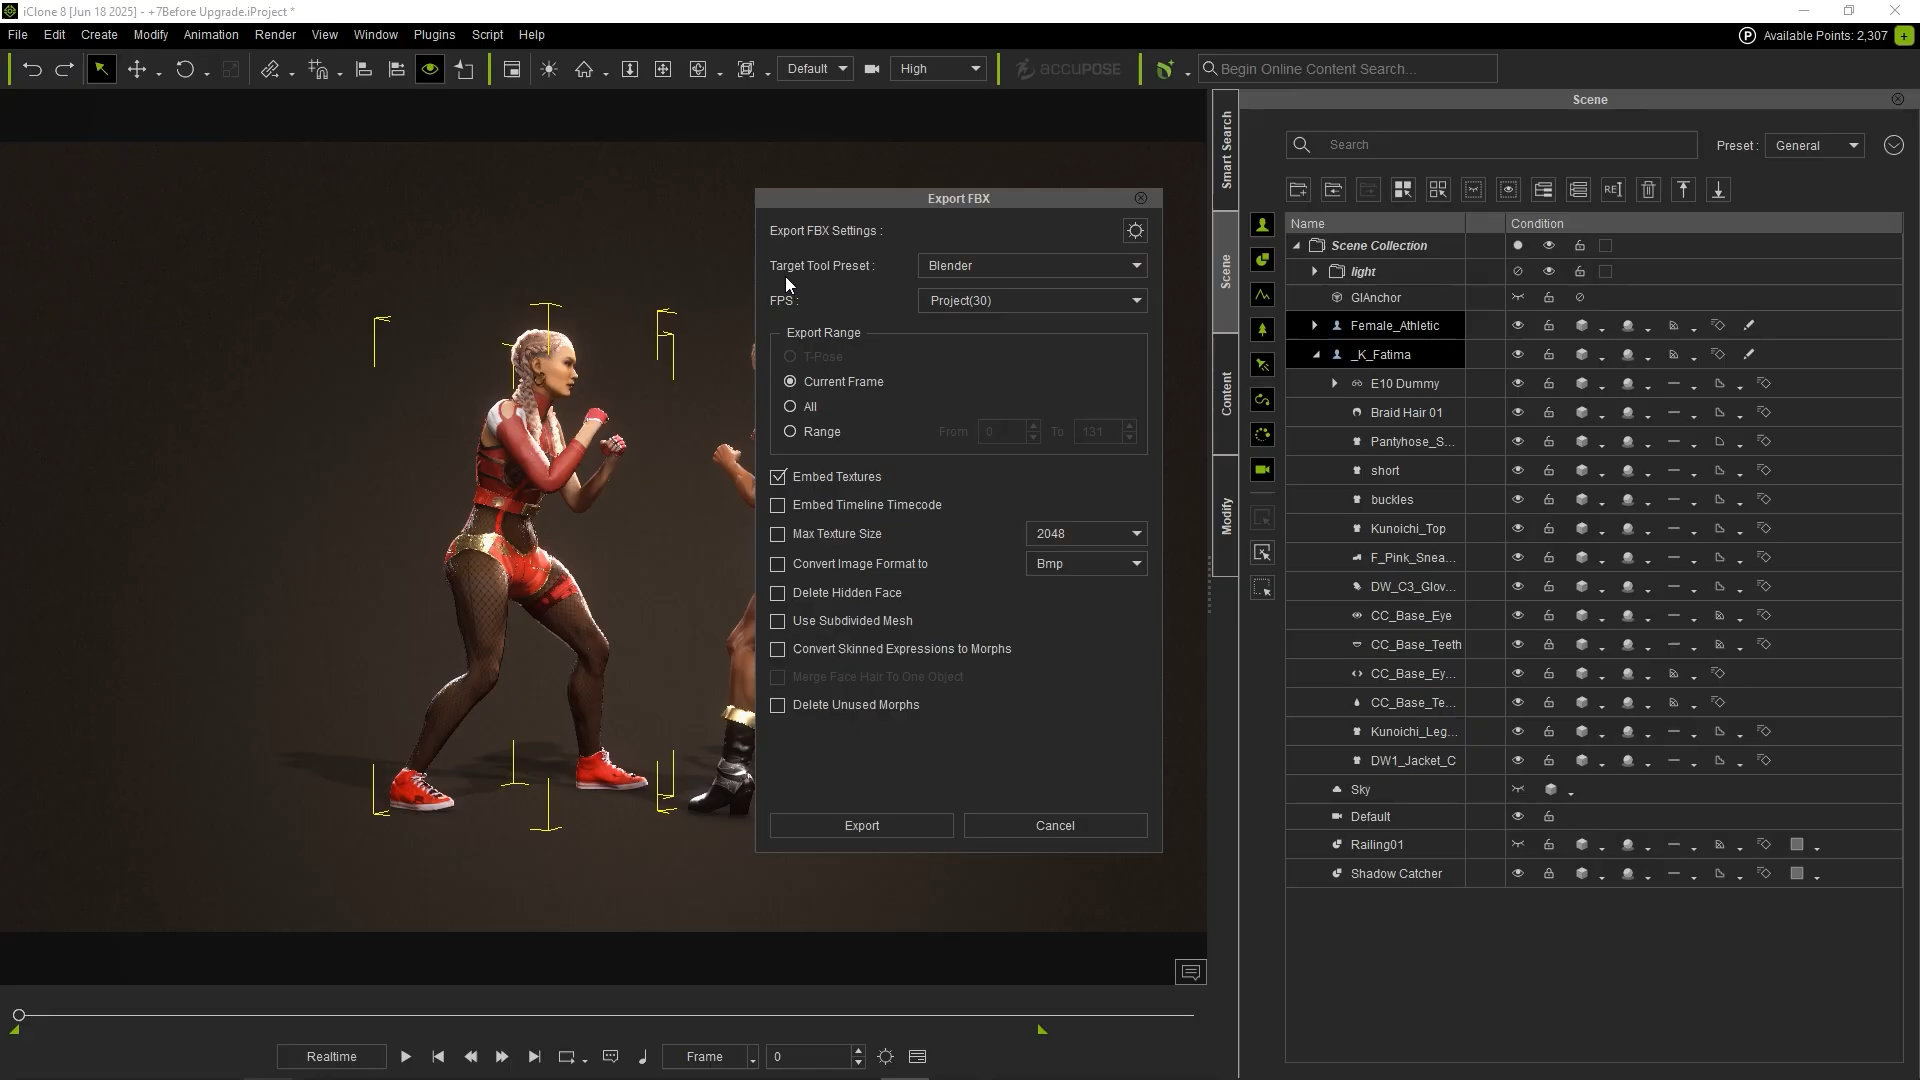 iClone 8 [Jun 18 2025] - +7Before Upgrade.iProject *
File Edit Create Modify Animation Render View Window Plugins Script Help
Available Points: 2,307
Default
High
ACCUPOSE
Begin Online Content Search...
Smart Search
Scene
Content
Modify
Scene
Search
Preset :
General
Name
Condition
Scene Collection
light
GIAnchor
Female_Athletic
_K_Fatima
E10 Dummy
Braid Hair 01
Pantyhose_S...
short
buckles
Kunoichi_Top
F_Pink_Snea...
DW_C3_Glov...
CC_Base_Eye
CC_Base_Teeth
CC_Base_Ey...
CC_Base_Te...
Kunoichi_Leg...
DW1_Jacket_C
Sky
Default
Railing01
Shadow Catcher
Export FBX
Export FBX Settings :
Target Tool Preset :
Blender
FPS :
Project(30)
Export Range
T-Pose
Current Frame
All
Range
From
0
To
131
Embed Textures
Embed Timeline Timecode
Max Texture Size
2048
Convert Image Format to
Bmp
Delete Hidden Face
Use Subdivided Mesh
Convert Skinned Expressions to Morphs
Merge Face Hair To One Object
Delete Unused Morphs
Export
Cancel
Realtime
Frame
0